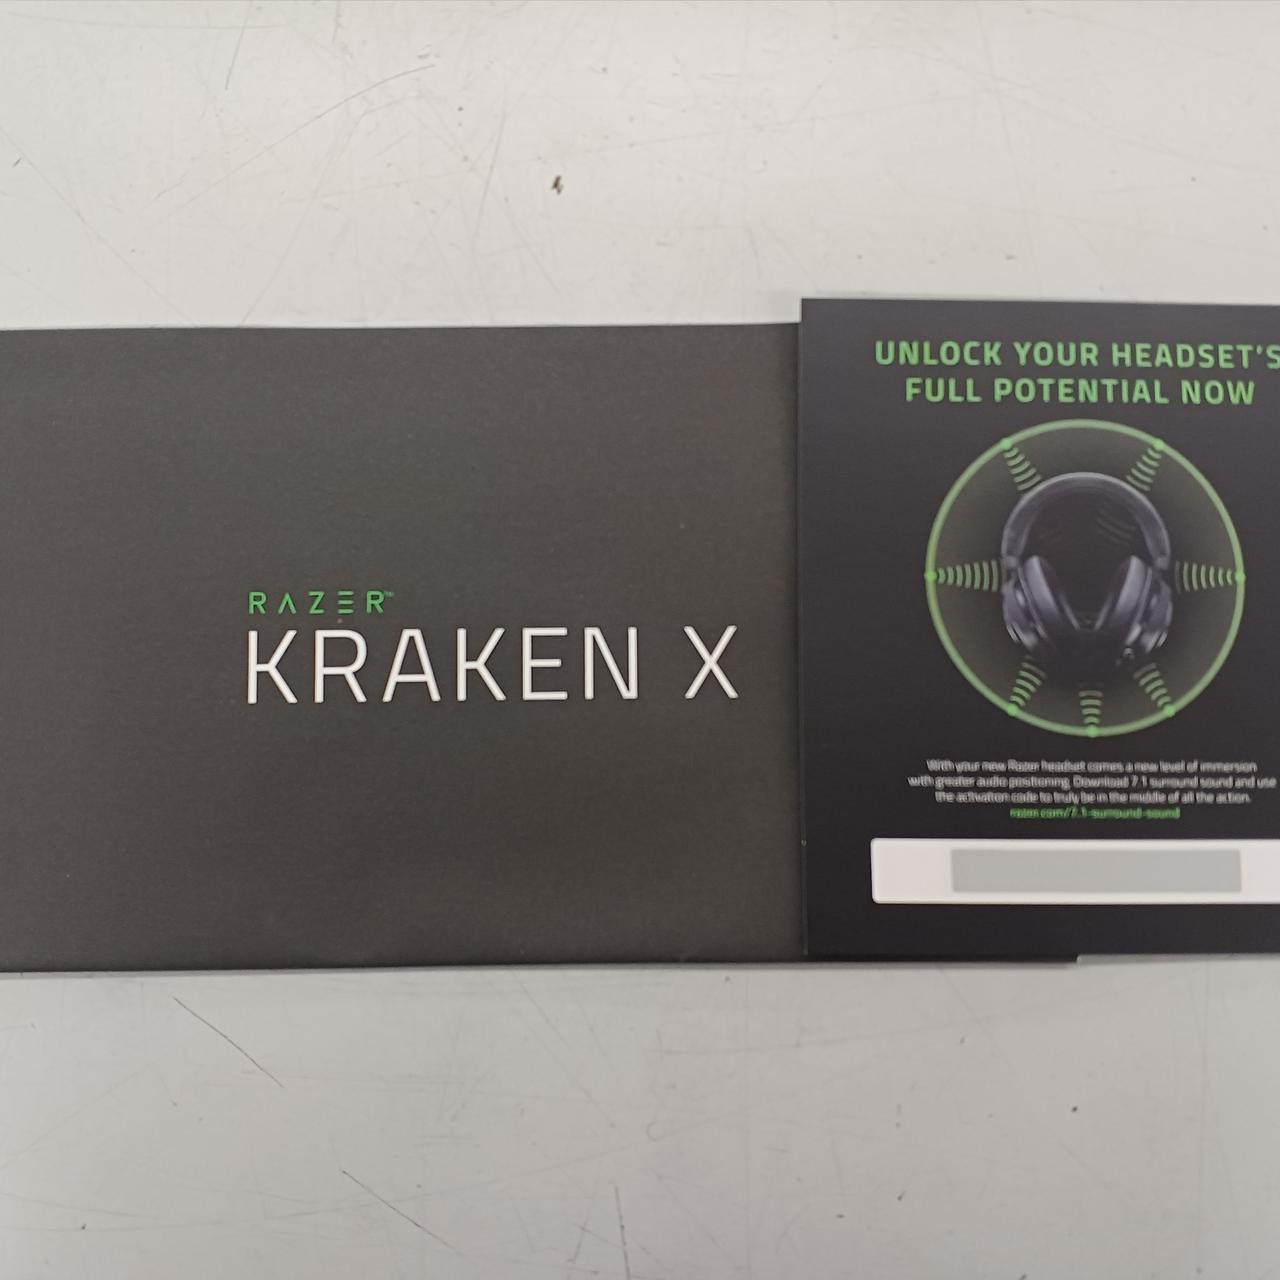 RAZER™
KRAKEN X
UNLOCK YOUR HEADSET'S
FULL POTENTIAL NOW
With your new Razer headset comes a new level of immersion
with greater audio positioning. Download 7.1 surround sound and use
the activation code to truly be in the middle of all the action.
razer.com/7.1-surround-sound